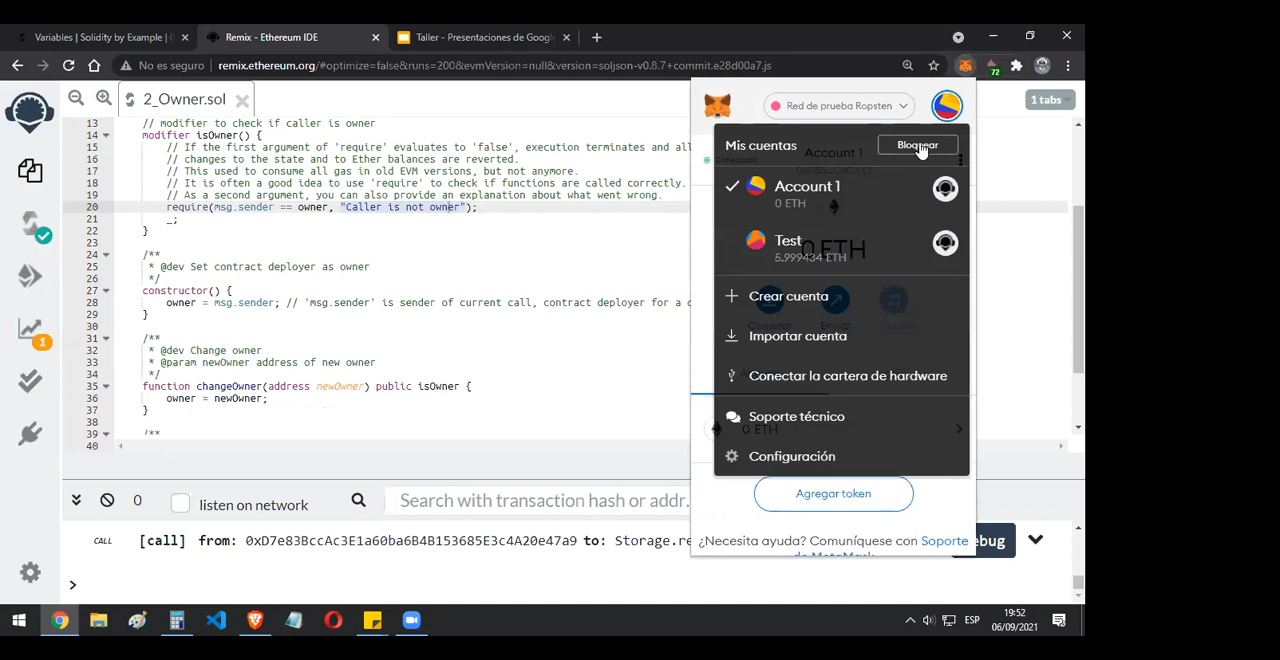 Variables | Solidity by Example |
Remix - Ethereum IDE
Taller - Presentaciones de Google
No es seguro
remix.ethereum.org/#optimize=false&runs=200&evmVersion=null&version=soljson-v0.8.7+commit.e28d00a7.js
72
2_Owner.sol
1 tabs
Red de prueba Ropsten
13 // modifier to check if caller is owner
14 modifier isOwner() {
15 // If the first argument of 'require' evaluates to 'false', execution terminates and all
16 // changes to the state and to Ether balances are reverted.
17 // This used to consume all gas in old EVM versions, but not anymore.
18 // It is often a good idea to use 'require' to check if functions are called correctly.
19 // As a second argument, you can also provide an explanation about what went wrong.
20 require(msg.sender == owner, "Caller is not owner");
21 _;
22 }
23
24 /**
25 * @dev Set contract deployer as owner
26 */
27 constructor() {
28 owner = msg.sender; // 'msg.sender' is sender of current call, contract deployer for a c
29 }
30
31 /**
32 * @dev Change owner
33 * @param newOwner address of new owner
34 */
35 function changeOwner(address newOwner) public isOwner {
36 owner = newOwner;
37 }
38
39 /**
40
Mis cuentas
Bloquear
Account 1
Account 1
0 ETH
Test
5.999434 ETH
0 ETH
Crear cuenta
Importar cuenta
Conectar la cartera de hardware
Soporte técnico
0 ETH
Configuración
Agregar token
¿Necesita ayuda? Comuníquese con Soporte
de MetaMask
1
0
listen on network
Search with transaction hash or addr.
CALL
[call] from: 0xD7e83BccAc3E1a60ba6B4B153685E3c4A20e47a9 to: Storage.re
ebug
>
ESP
19:52
06/09/2021